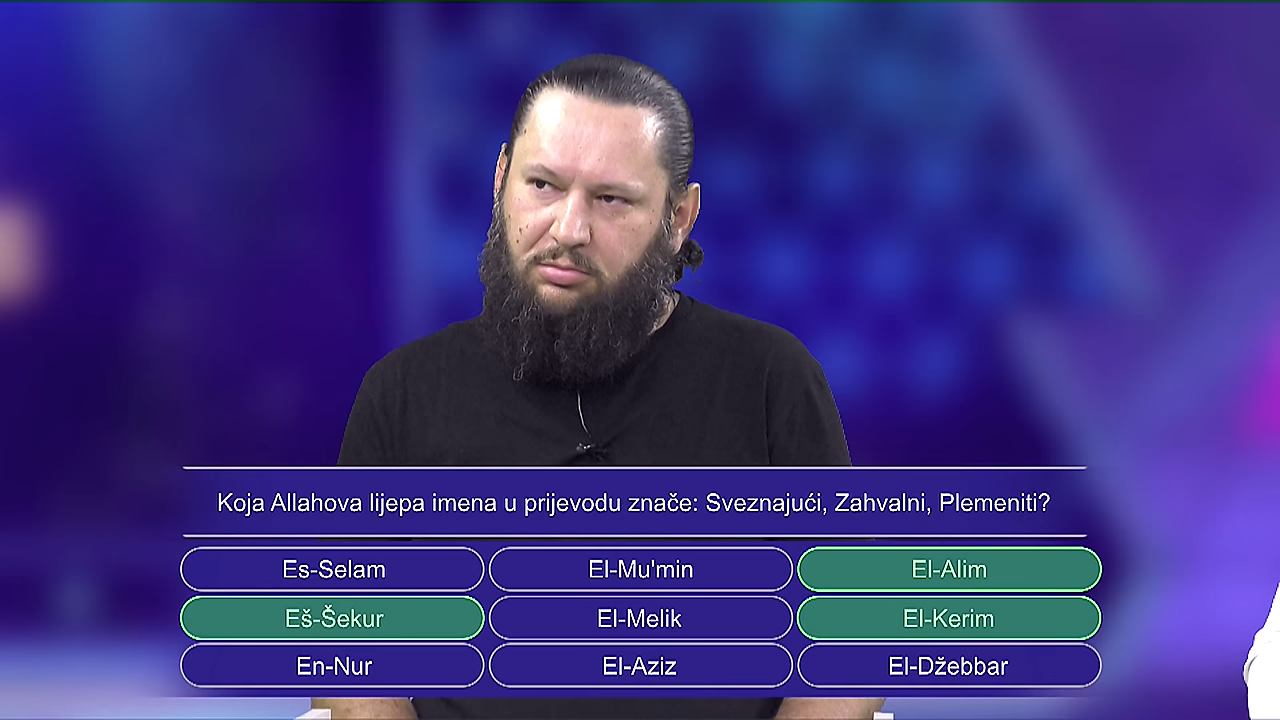 Koja Allahova lijepa imena u prijevodu znače: Sveznajući, Zahvalni, Plemeniti?
Es-Selam
El-Mu'min
El-Alim
Eš-Šekur
El-Melik
El-Kerim
En-Nur
El-Aziz
El-Džebbar